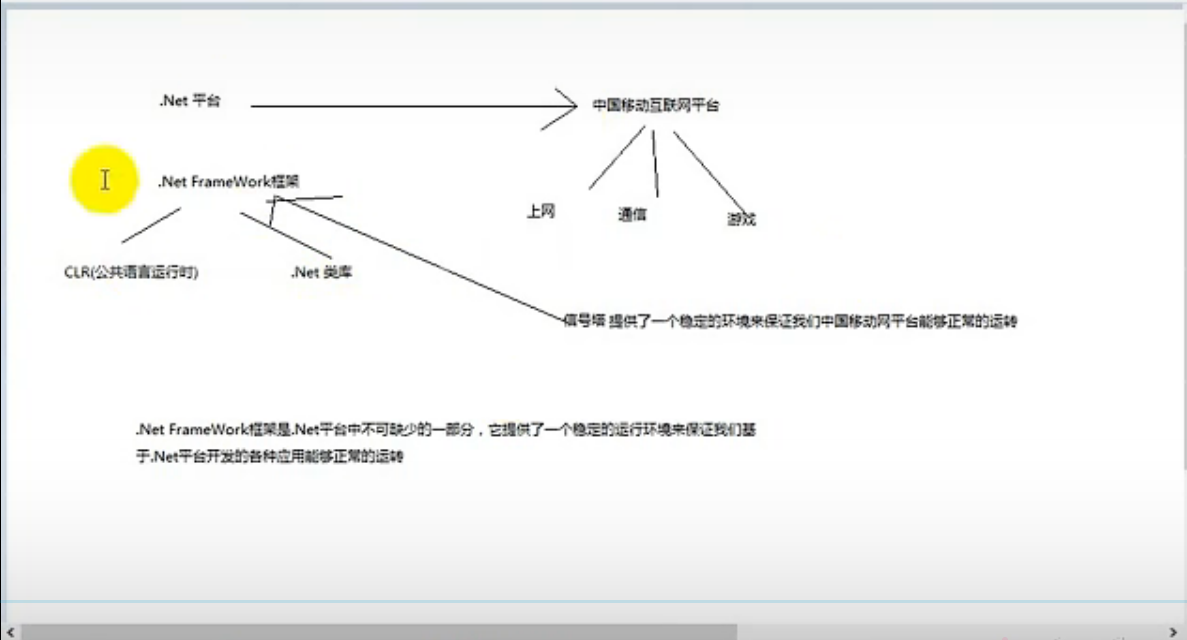 .Net 平台
中国移动互联网平台
.Net FrameWork框架
上网
通信
游戏
CLR(公共语言运行时)
.Net 类库
信号塔 提供了一个稳定的环境来保证我们中国移动网平台能够正常的运转
.Net FrameWork框架是.Net平台中不可缺少的一部分，它提供了一个稳定的运行环境来保证我们基
于.Net平台开发的各种应用能够正常的运转